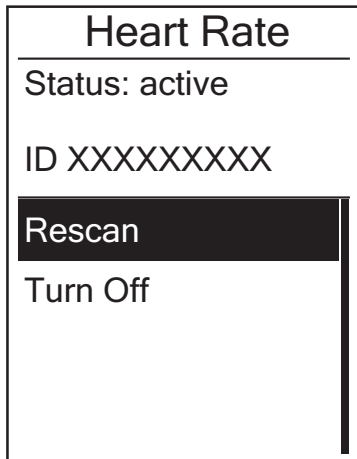 Heart Rate
Status: active
ID XXXXXXXXX
Rescan
Turn Off